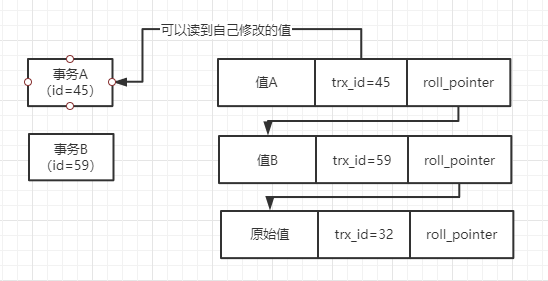 可以读到自己修改的值
事务A
（id=45）
值A trx_id=45 roll_pointer
事务B
（id=59）
值B trx_id=59 roll_pointer
原始值 trx_id=32 roll_pointer